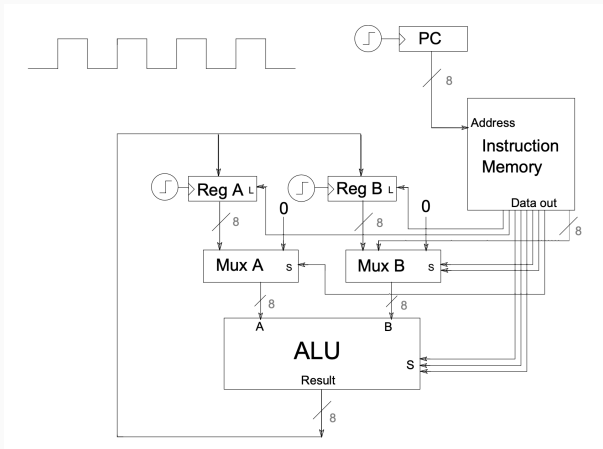 PC
8
Address
Instruction
Memory
Data out
8
Reg A L
Reg B L
8
0
8
0
Mux A S
Mux B S
8
8
A
B
ALU
S
Result
8